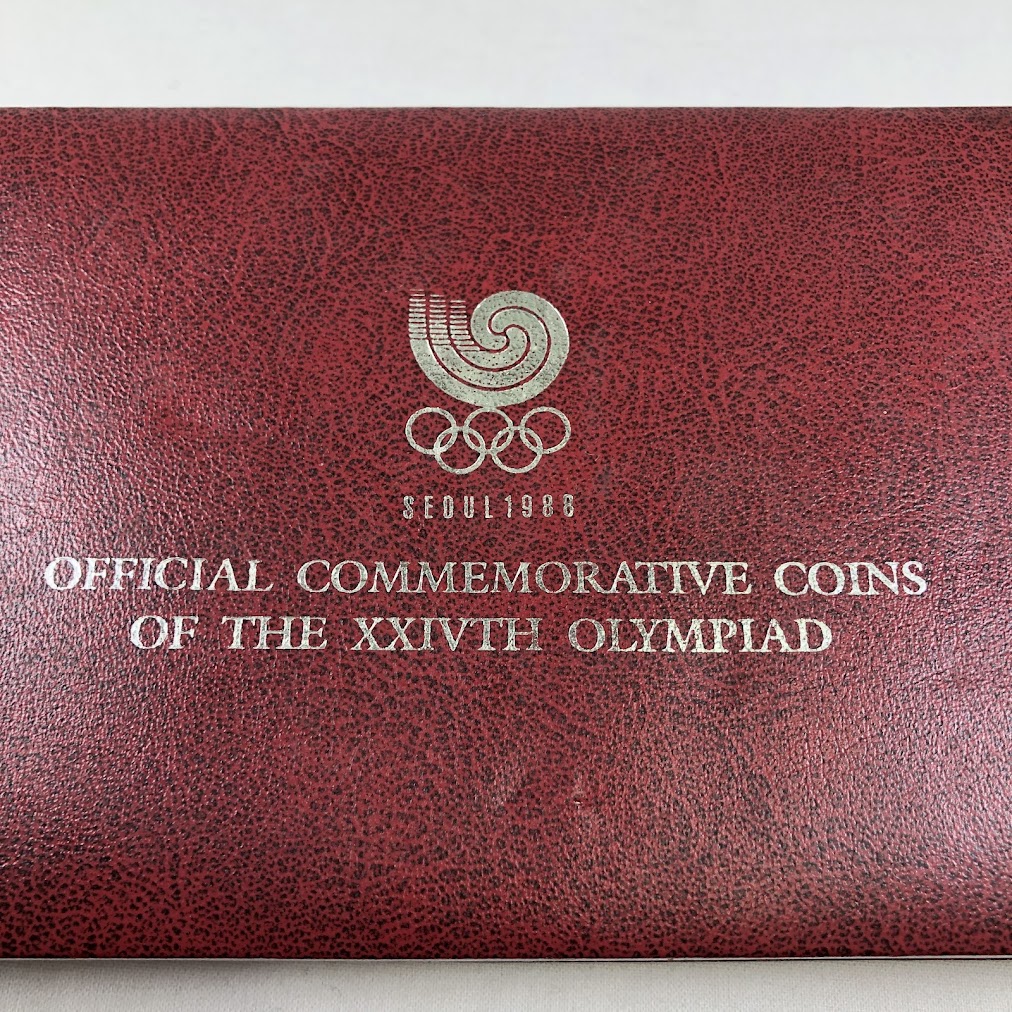 SEOUL 1988
OFFICIAL COMMEMORATIVE COINS
OF THE XXIVTH OLYMPIAD